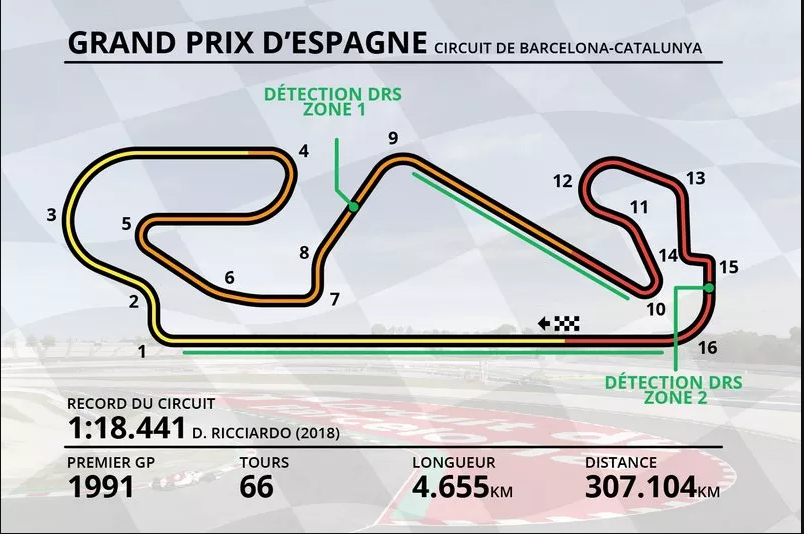 GRAND PRIX D'ESPAGNE CIRCUIT DE BARCELONA-CATALUNYA
DÉTECTION DRS
ZONE 1
9
4
12
13
3
5
11
8
14
15
6
2
7
10
1
16
DÉTECTION DRS
ZONE 2
RECORD DU CIRCUIT
1:18.441 D. RICCIARDO (2018)
PREMIER GP
1991
TOURS
66
LONGUEUR
4.655KM
DISTANCE
307.104KM